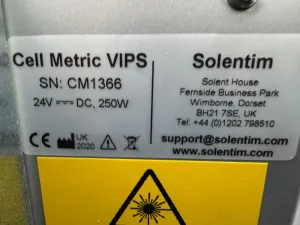 Cell Metric VIPS
SN: CM1366
24V ⎓ DC, 250W
UK
2020
Solentim
Solent House
Fernside Business Park
Wimborne, Dorset
BH21 7SE, UK
Tel: +44 (0)1202 798510
support@solentim.com
www.solentim.com